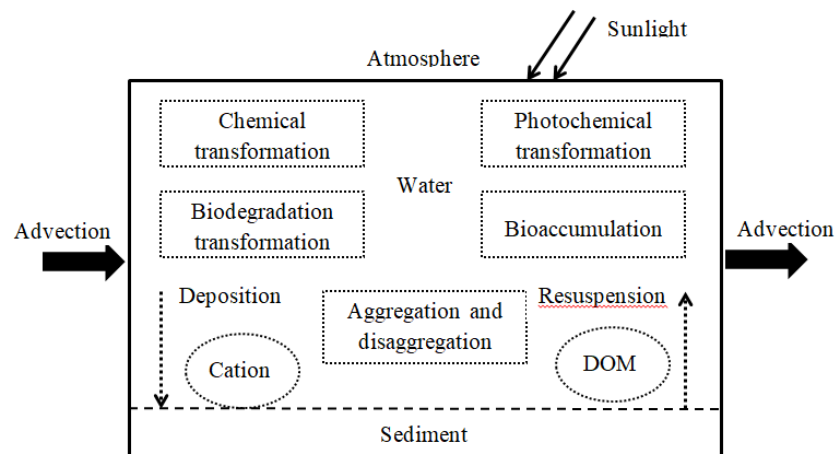 Sunlight
Atmosphere
Chemical
transformation
Photochemical
transformation
Water
Biodegradation
transformation
Bioaccumulation
Advection
Advection
Deposition
Resuspension
Aggregation and
disaggregation
Cation
DOM
Sediment